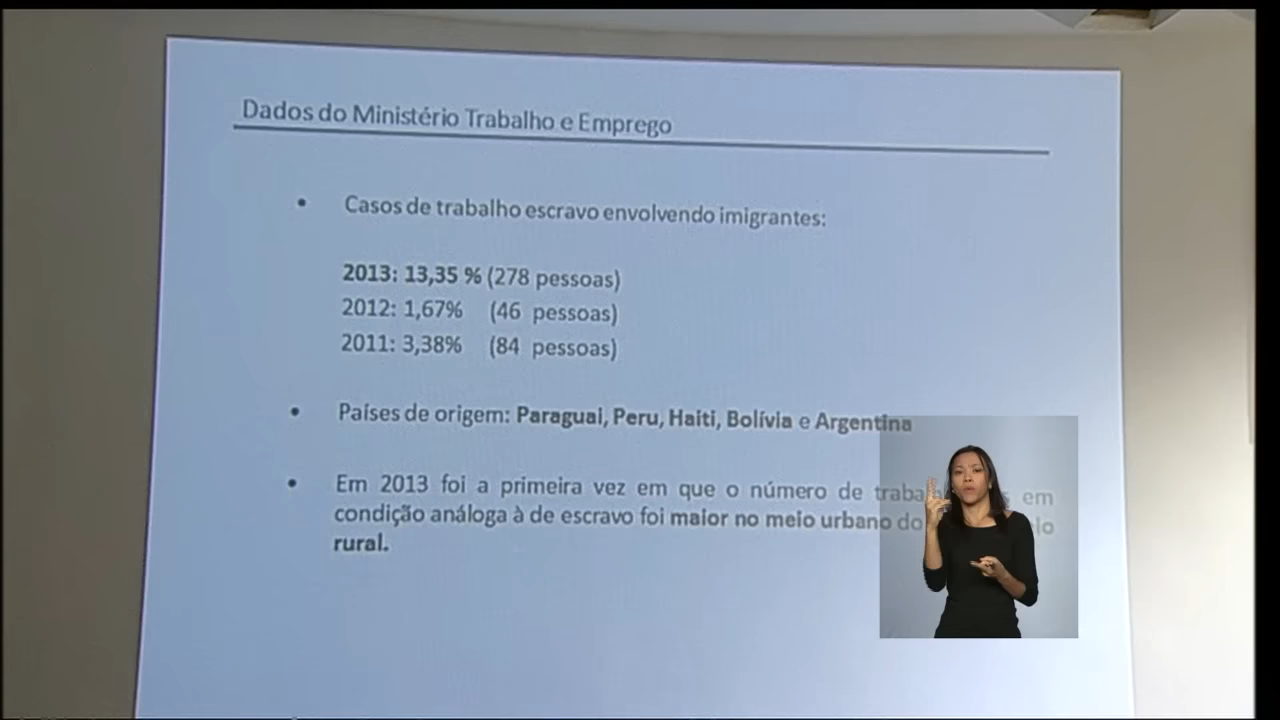 Dados do Ministério Trabalho e Emprego
• Casos de trabalho escravo envolvendo imigrantes:
2013: 13,35 % (278 pessoas)
2012: 1,67% (46 pessoas)
2011: 3,38% (84 pessoas)
• Países de origem: Paraguai, Peru, Haiti, Bolívia e Argentina
• Em 2013 foi a primeira vez em que o número de em
condição análoga à de escravo foi maior no meio urbano do
rural.